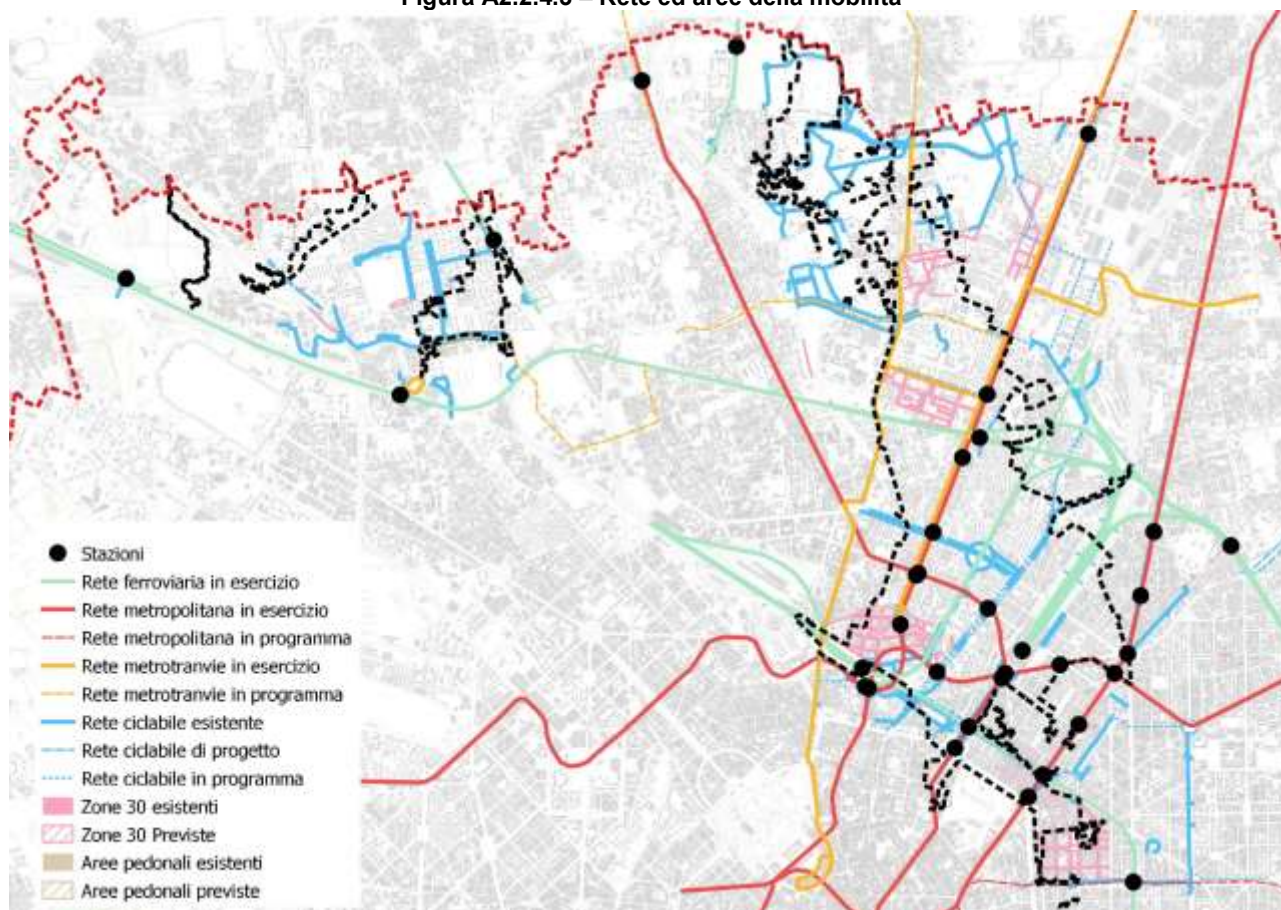 Figura A2.2.4.3 – Rete ed aree della mobilità
Stazioni
Rete ferroviaria in esercizio
Rete metropolitana in esercizio
Rete metropolitana in programma
Rete metrotranvie in esercizio
Rete metrotranvie in programma
Rete ciclabile esistente
Rete ciclabile di progetto
Rete ciclabile in programma
Zone 30 esistenti
Zone 30 Previste
Aree pedonali esistenti
Aree pedonali previste